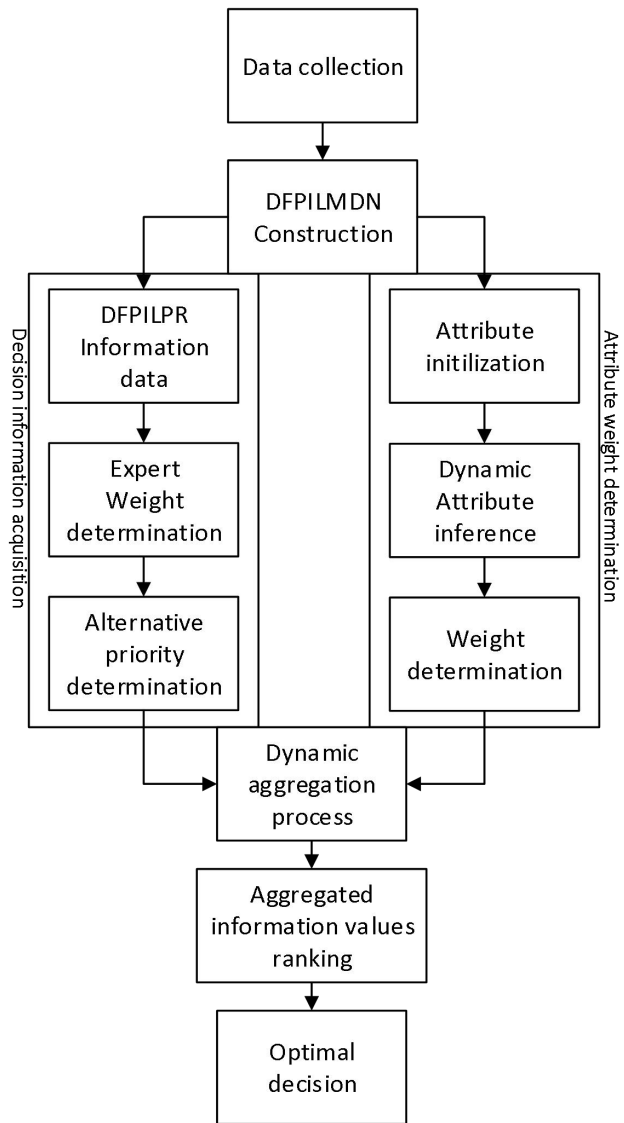 Data collection
DFPILMDN
Construction
Decision information acquisition
DFPILPR
Information
data
Expert
Weight
determination
Alternative
priority
determination
Attribute
initilization
Dynamic
Attribute
inference
Weight
determination
Attribute weight determination
Dynamic
aggregation
process
Aggregated
information values
ranking
Optimal
decision